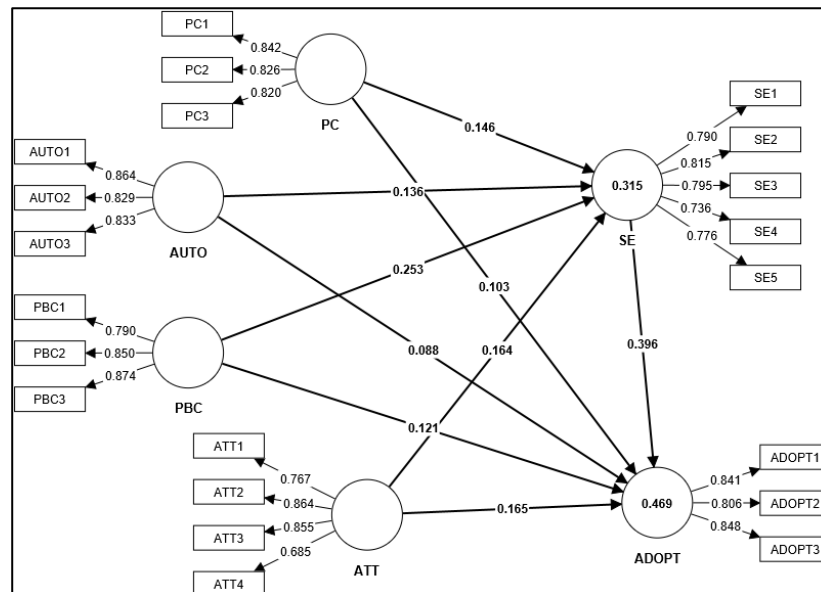 PC1
0.842
PC2
0.826
PC3
0.820
PC
AUTO1
0.864
AUTO2
0.829
AUTO3
0.833
AUTO
PBC1
0.790
PBC2
0.850
PBC3
0.874
PBC
ATT1
0.767
ATT2
0.864
ATT3
0.855
ATT4
0.685
ATT
0.146
0.136
0.253
0.103
0.088
0.164
0.121
0.165
0.396
0.315
SE
SE1
0.790
SE2
0.815
SE3
0.795
SE4
0.736
SE5
0.776
0.469
ADOPT
ADOPT1
0.841
ADOPT2
0.806
ADOPT3
0.848